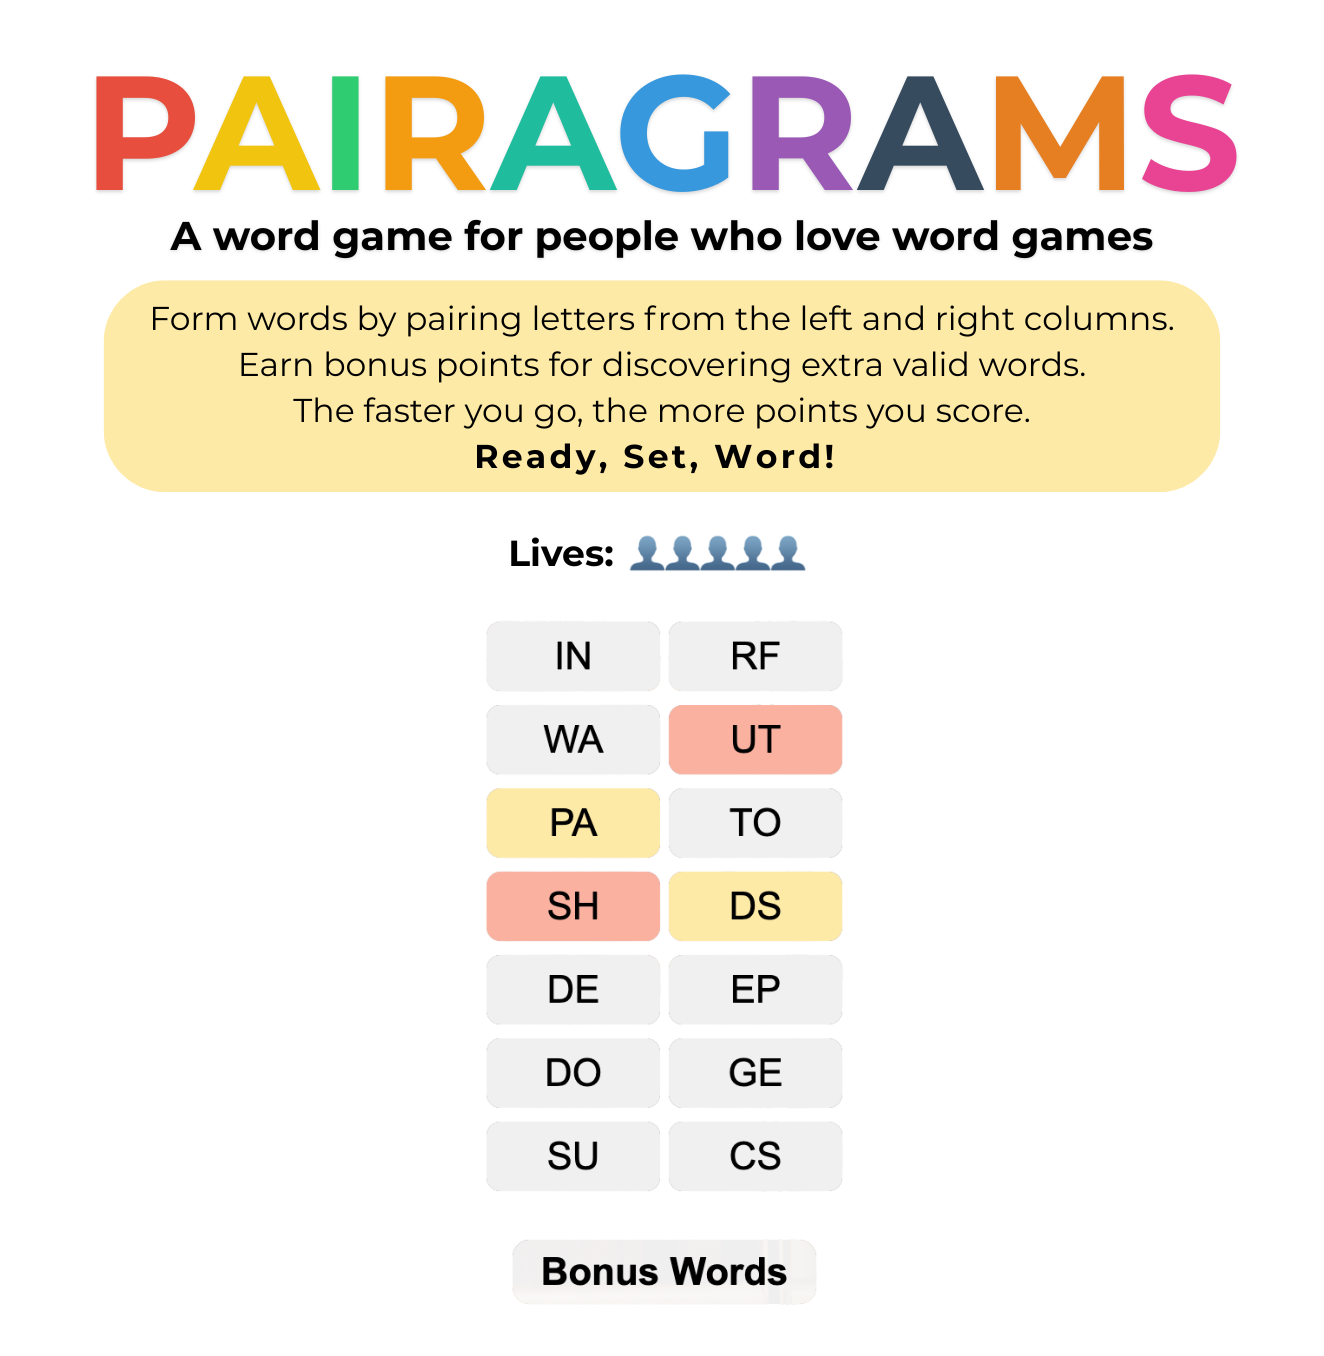 PAIRAGRAMS
A word game for people who love word games
Form words by pairing letters from the left and right columns.
Earn bonus points for discovering extra valid words.
The faster you go, the more points you score.
Ready, Set, Word!
Lives:
IN RF
WA UT
PA TO
SH DS
DE EP
DO GE
SU CS
Bonus Words